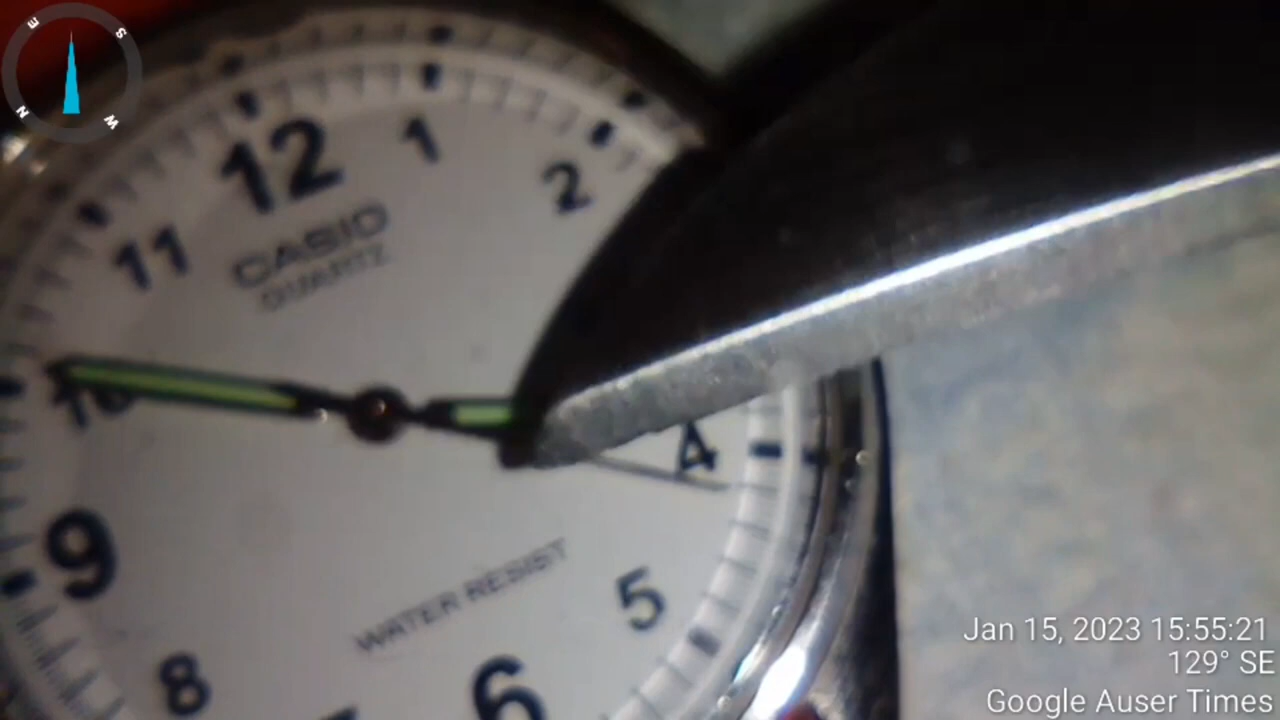 E
S
N
W
12
1
2
11
CASIO
QUARTZ
10
4
9
WATER RESIST
5
8
6
Jan 15, 2023 15:55:21
129° SE
Google Auser Times